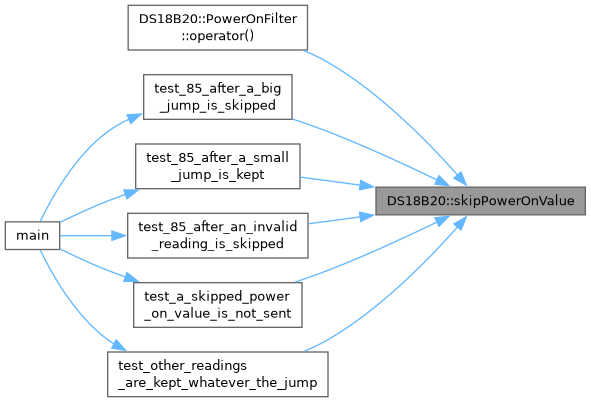 DS18B20::PowerOnFilter
::operator()
test_85_after_a_big
_jump_is_skipped
test_85_after_a_small
_jump_is_kept
DS18B20::skipPowerOnValue
main
test_85_after_an_invalid
_reading_is_skipped
test_a_skipped_power
_on_value_is_not_sent
test_other_readings
_are_kept_whatever_the_jump